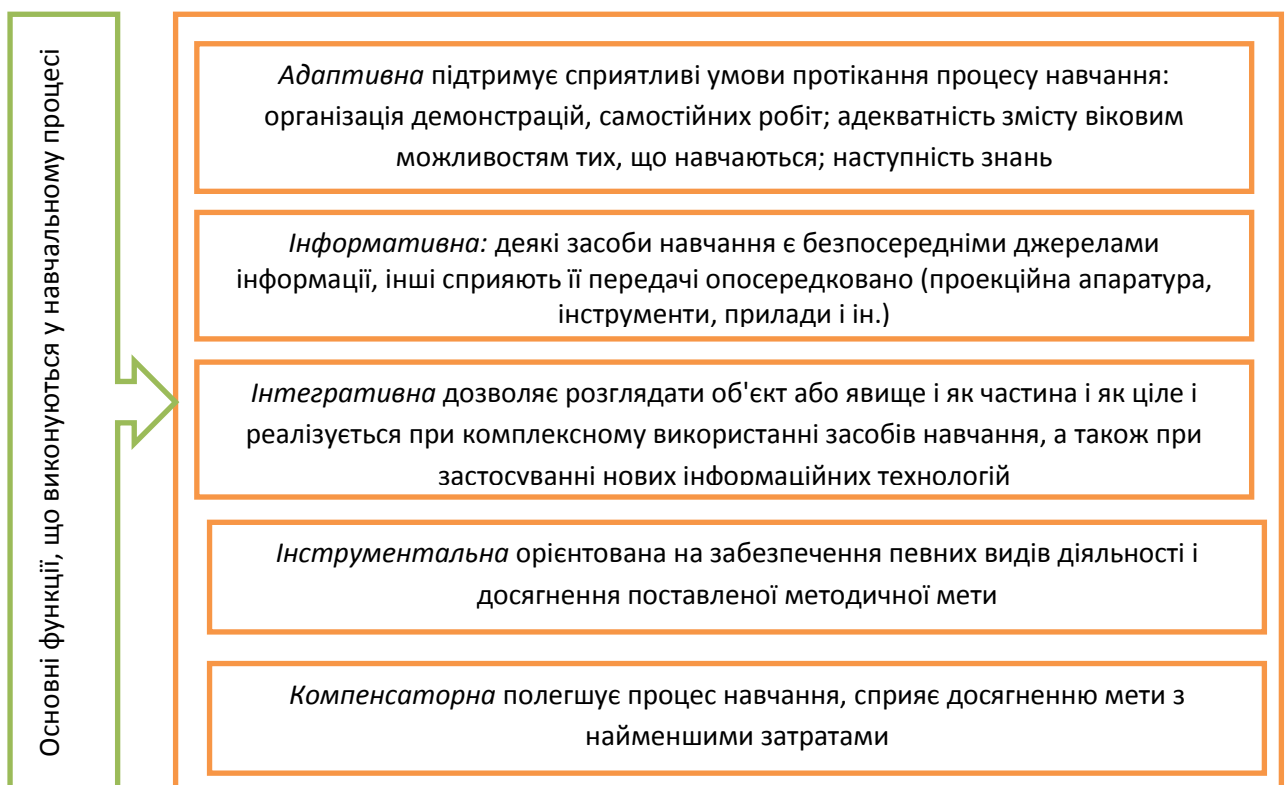 Основні функції, що виконуються у навчальному процесі
Адаптивна підтримує сприятливі умови протікання процесу навчання:
організація демонстрацій, самостійних робіт; адекватність змісту віковим
можливостям тих, що навчаються; наступність знань
Інформативна: деякі засоби навчання є безпосередніми джерелами
інформації, інші сприяють її передачі опосередковано (проекційна апаратура,
інструменти, прилади і ін.)
Інтегративна дозволяє розглядати об'єкт або явище і як частина і як ціле і
реалізується при комплексному використанні засобів навчання, а також при
застосуванні нових інформаційних технологій
Інструментальна орієнтована на забезпечення певних видів діяльності і
досягнення поставленої методичної мети
Компенсаторна полегшує процес навчання, сприяє досягненню мети з
найменшими затратами